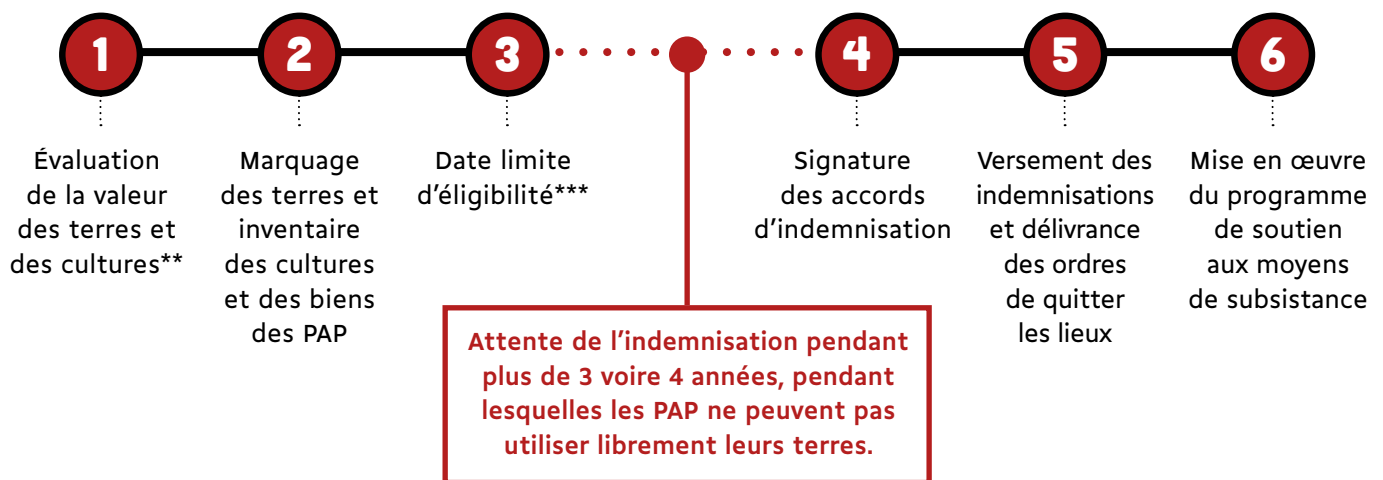 1
Évaluation
de la valeur
des terres et
des cultures**
2
Marquage
des terres et
inventaire
des cultures
et des biens
des PAP
3
Date limite
d'éligibilité***
Attente de l'indemnisation pendant
plus de 3 voire 4 années, pendant
lesquelles les PAP ne peuvent pas
utiliser librement leurs terres.
4
Signature
des accords
d'indemnisation
5
Versement des
indemnisations
et délivrance
des ordres
de quitter
les lieux
6
Mise en œuvre
du programme
de soutien
aux moyens
de subsistance